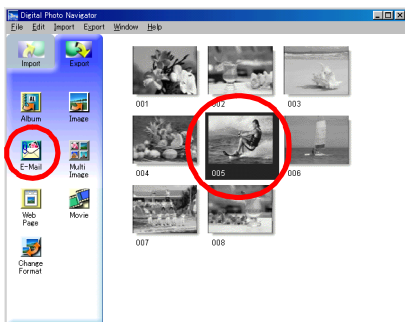 Digital Photo Navigator
File Edit Import Export Window Help
Import Export
Album Image
E-Mail Multi
Image
Web
Page Movie
Change
Format
001 002 003
004 005 006
007 008